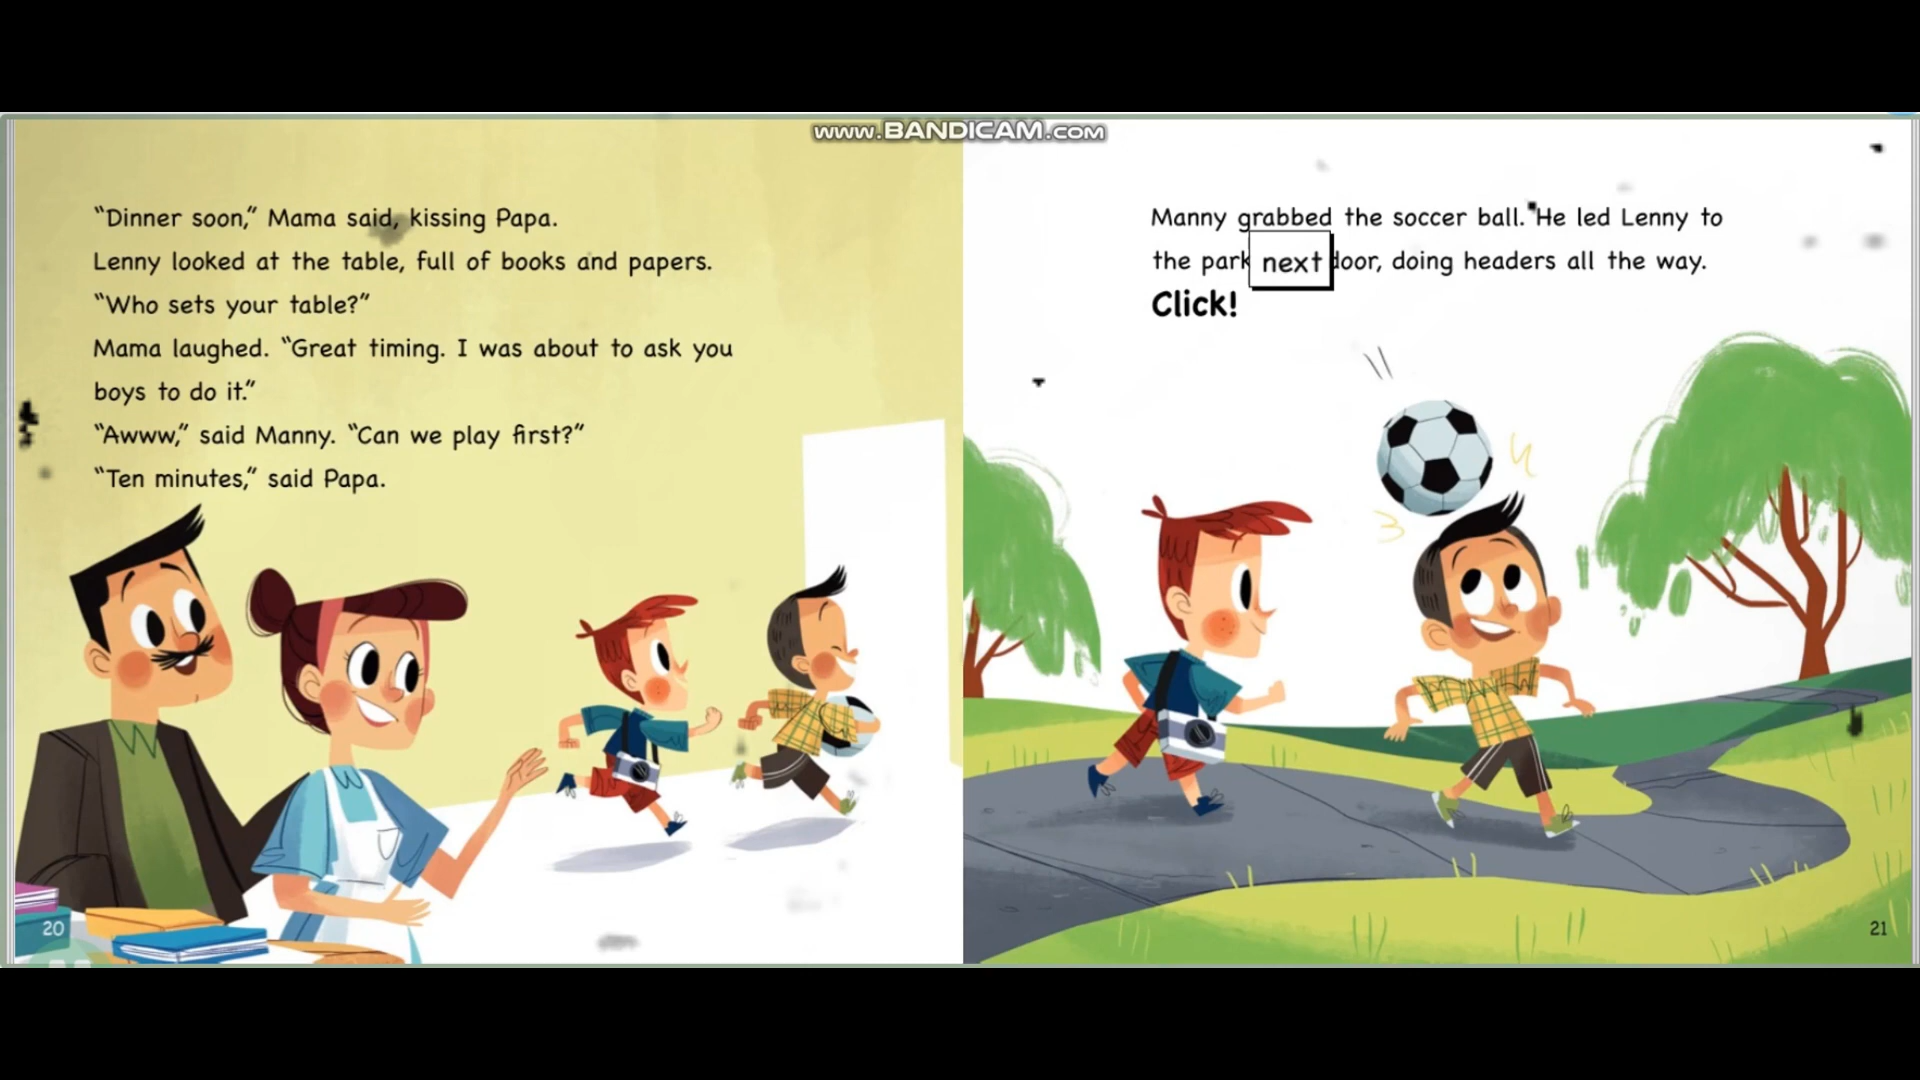 www.BANDICAM.com
“Dinner soon,” Mama said, kissing Papa.
Lenny looked at the table, full of books and papers.
“Who sets your table?”
Mama laughed. “Great timing. I was about to ask you
boys to do it.”
“Awww,” said Manny. “Can we play first?”
“Ten minutes,” said Papa.
20
Manny grabbed the soccer ball. He led Lenny to
the park next door, doing headers all the way.
Click!
21